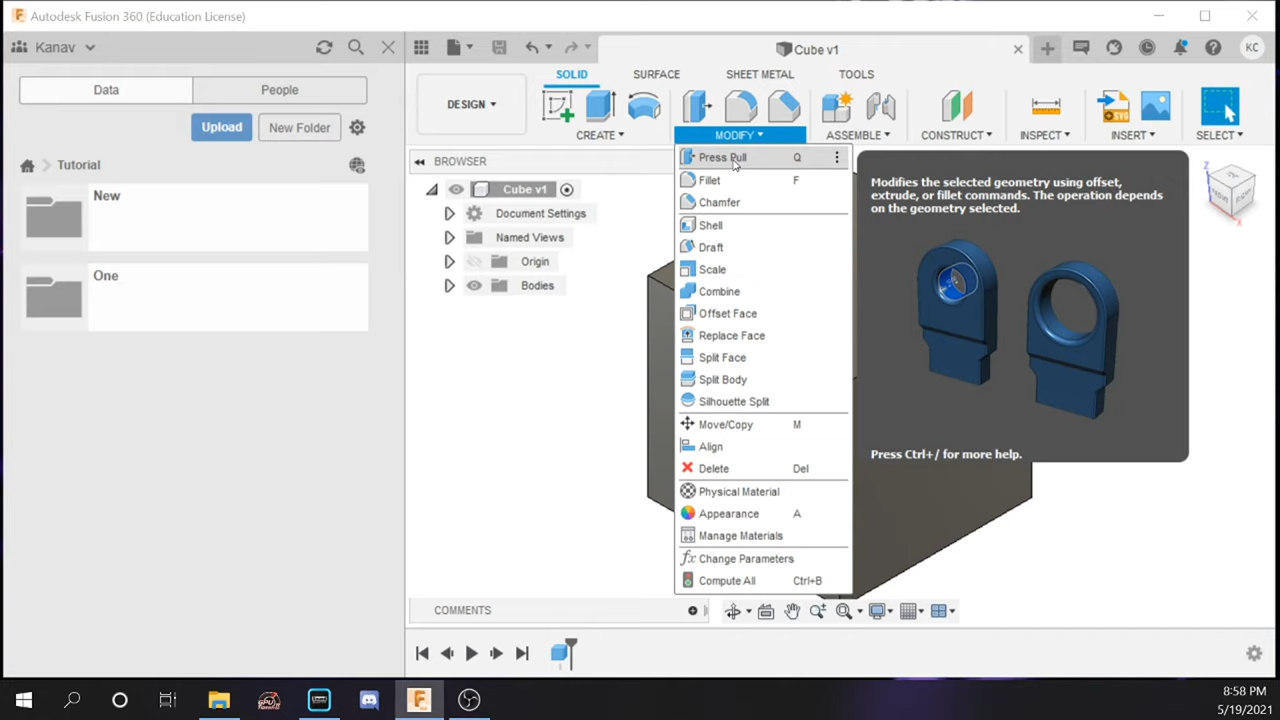 Autodesk Fusion 360 (Education License)
Kanav
Cube v1
KC
Data
People
Upload
New Folder
Tutorial
New
One
DESIGN
SOLID
SURFACE
SHEET METAL
TOOLS
CREATE
MODIFY
ASSEMBLE
CONSTRUCT
INSPECT
INSERT
SELECT
SVG
BROWSER
Cube v1
Document Settings
Named Views
Origin
Bodies
Press Pull Q
Fillet F
Chamfer
Shell
Draft
Scale
Combine
Offset Face
Replace Face
Split Face
Split Body
Silhouette Split
Move/Copy M
Align
Delete Del
Physical Material
Appearance A
Manage Materials
fx Change Parameters
Compute All Ctrl+B
Modifies the selected geometry using offset,
extrude, or fillet commands. The operation depends
on the geometry selected.
Press Ctrl+/ for more help.
Z
X
COMMENTS
8:58 PM
5/19/2021